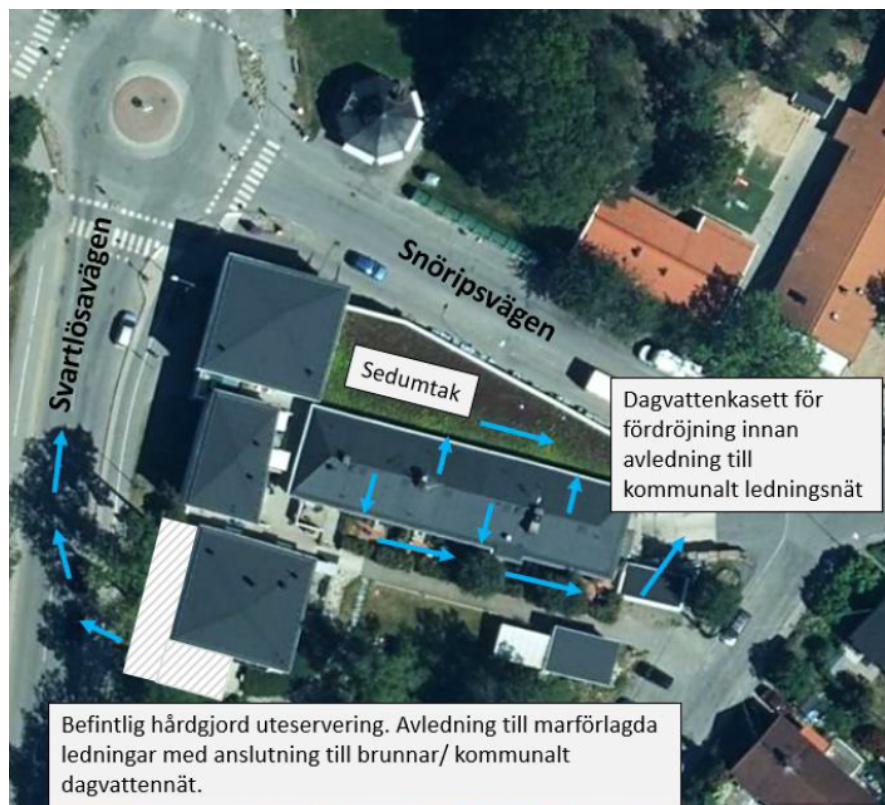 Snöripsvägen
Svartlösavägen
Sedumtak
Dagvattenkasett för
fördröjning innan
avledning till
kommunalt ledningsnät
Befintlig hårdgjord uteservering. Avledning till marförlagda
ledningar med anslutning till brunnar/ kommunalt
dagvattennät.